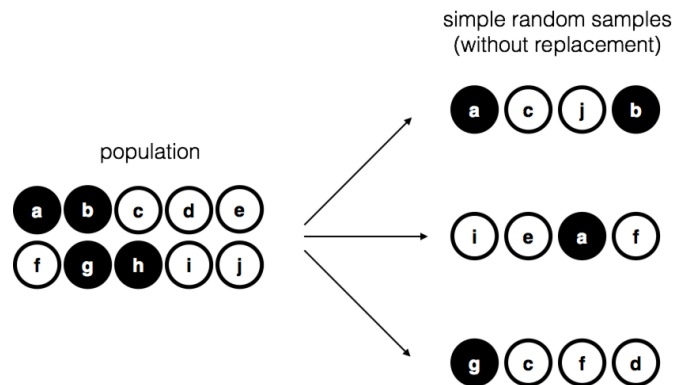 simple random samples
(without replacement)
a c j b
population
a b c d e
f g h i j
i e a f
g c f d